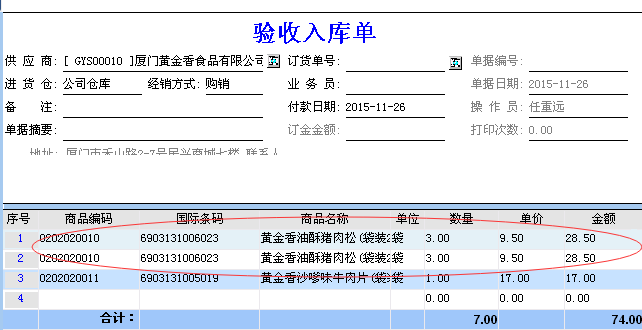 验收入库单
供 应 商: [ GYS00010 ]厦门黄金香食品有限公司 订货单号: 单据编号:
进 货 仓: 公司仓库 经销方式: 购销 业 务 员: 单据日期: 2015-11-26
备 注: 付款日期: 2015-11-26 操 作 员: 任重远
单据摘要: 订金金额: 打印次数: 0.00
地址: 厦门市禾山路2-7号民兴商城七楼 联系人
序号 商品编码 国际条码 商品名称 单位 数量 单价 金额
1 0202020010 6903131006023 黄金香油酥猪肉松(袋装2 袋 3.00 9.50 28.50
2 0202020010 6903131006023 黄金香油酥猪肉松(袋装2 袋 3.00 9.50 28.50
3 0202020011 6903131005019 黄金香沙嗲味牛肉片(袋装 袋 1.00 17.00 17.00
4 0.00 0.00 0.00
合计: 7.00 74.00